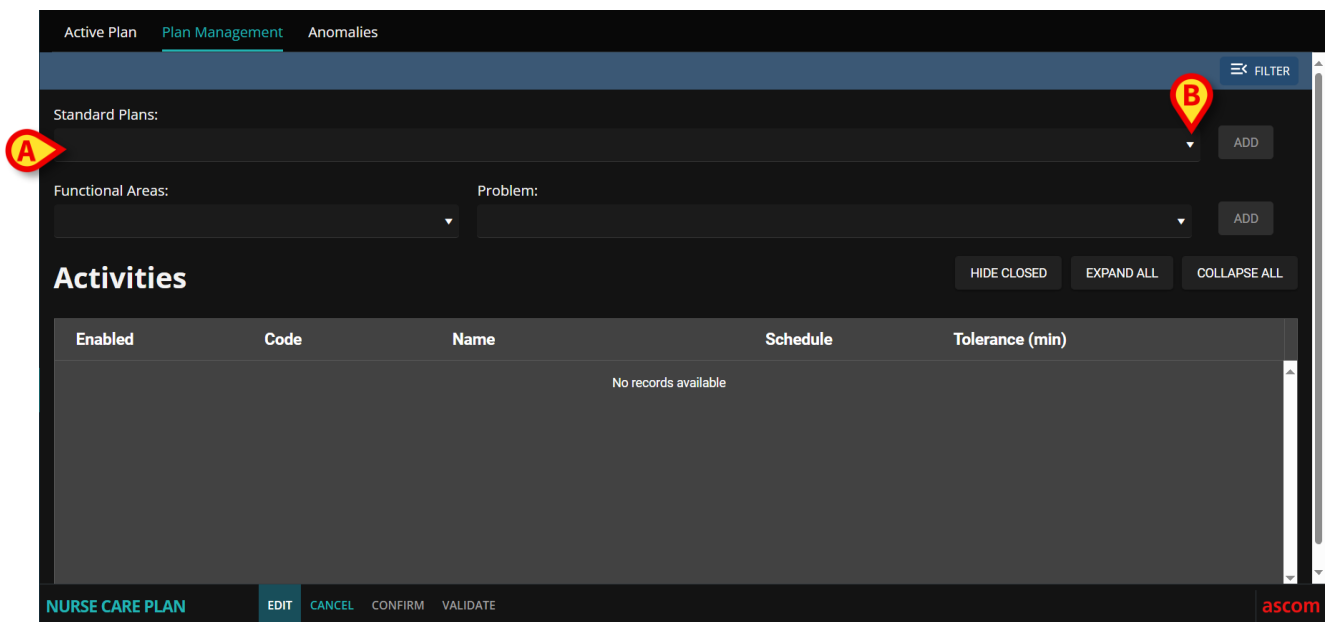 Active Plan Plan Management Anomalies
FILTER
B
Standard Plans:
A
ADD
Functional Areas: Problem:
ADD
Activities HIDE CLOSED EXPAND ALL COLLAPSE ALL
Enabled Code Name Schedule Tolerance (min)
No records available
NURSE CARE PLAN EDIT CANCEL CONFIRM VALIDATE ascom